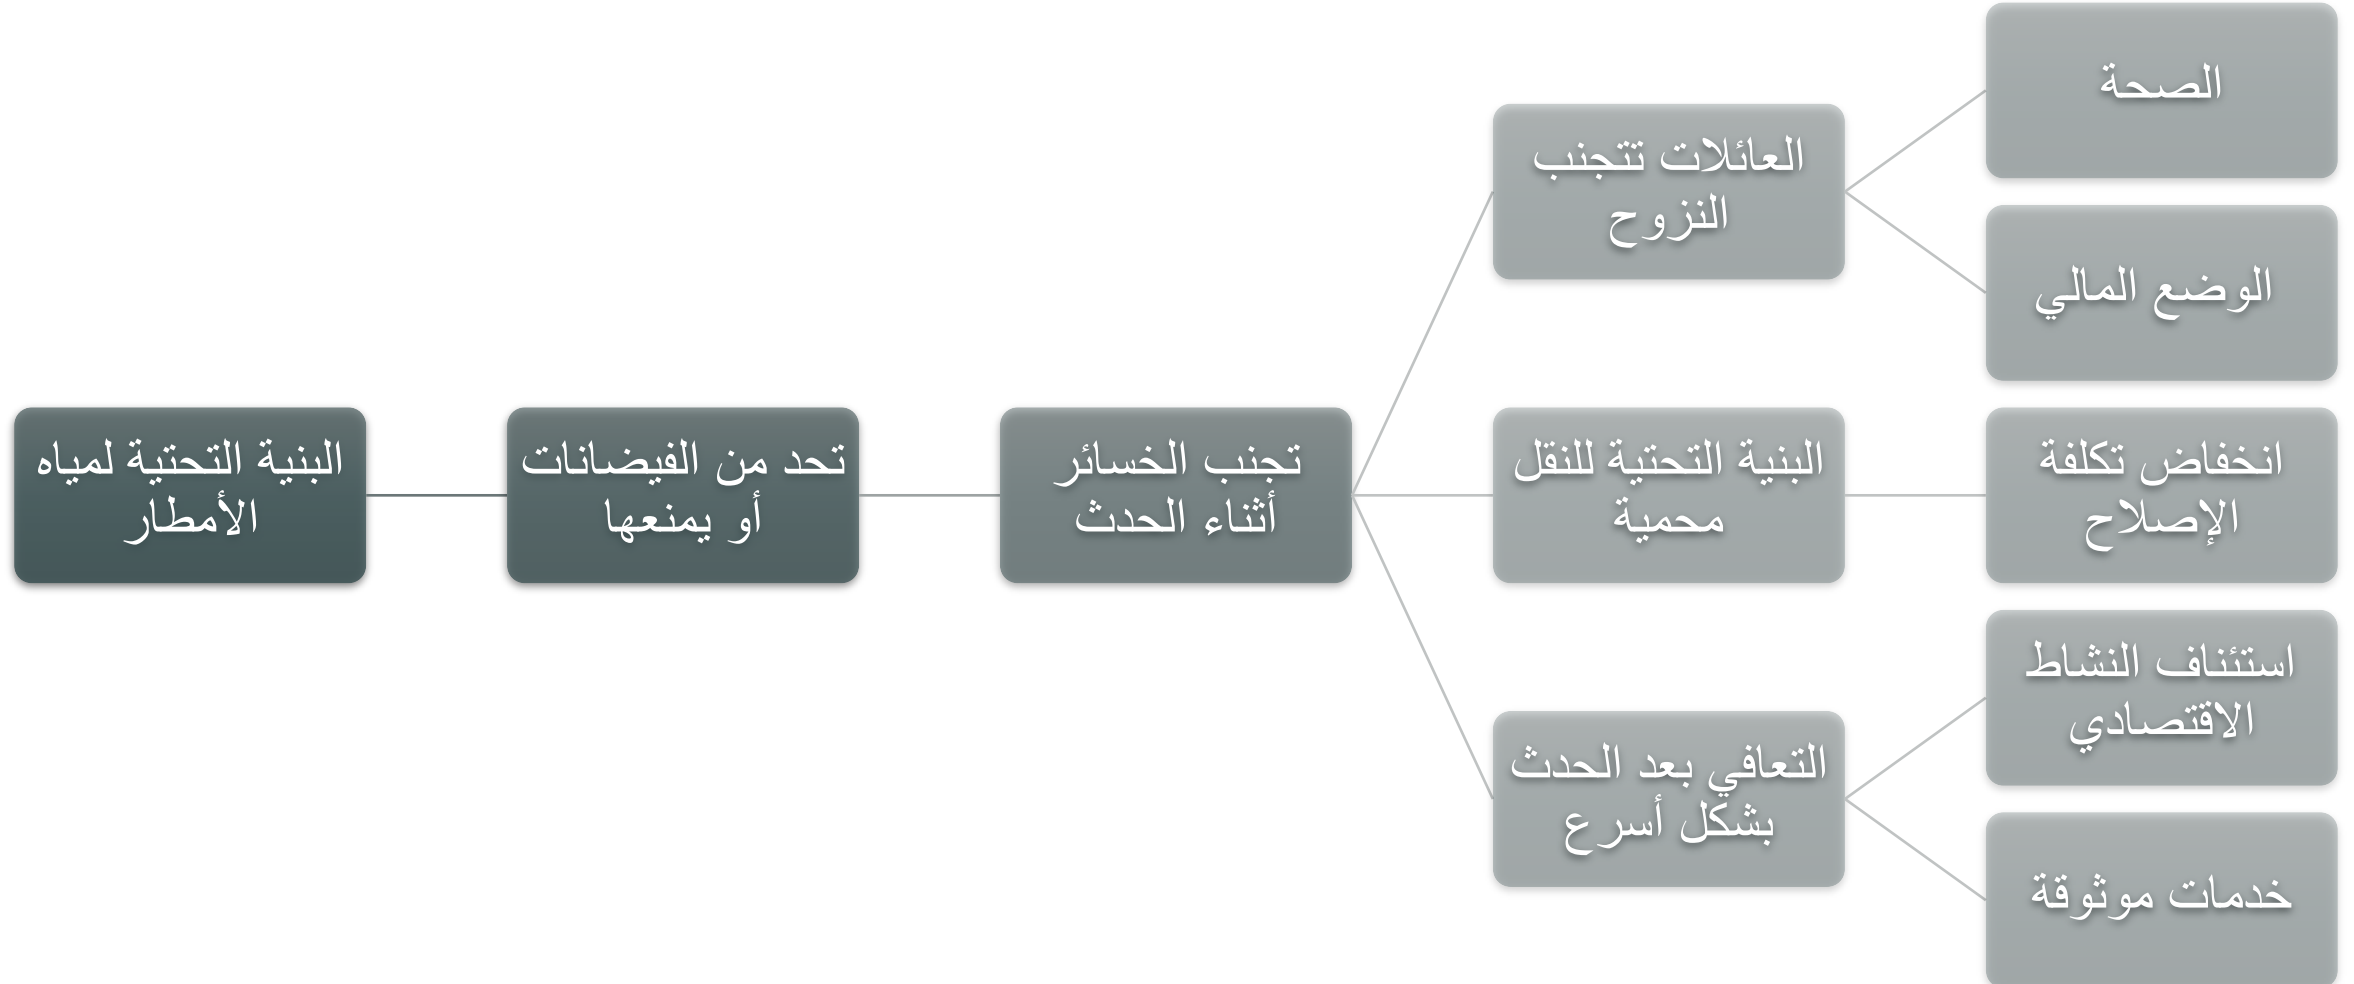 البنية التحتية لمياه
الأمطار
تحد من الفيضانات
أو يمنعها
تجنب الخسائر
أثناء الحدث
العائلات تتجنب
النزوح
الصحة
الوضع المالي
البنية التحتية للنقل
محمية
انخفاض تكلفة
الإصلاح
التعافي بعد الحدث
بشكل أسرع
استئناف النشاط
الاقتصادي
خدمات موثوقة